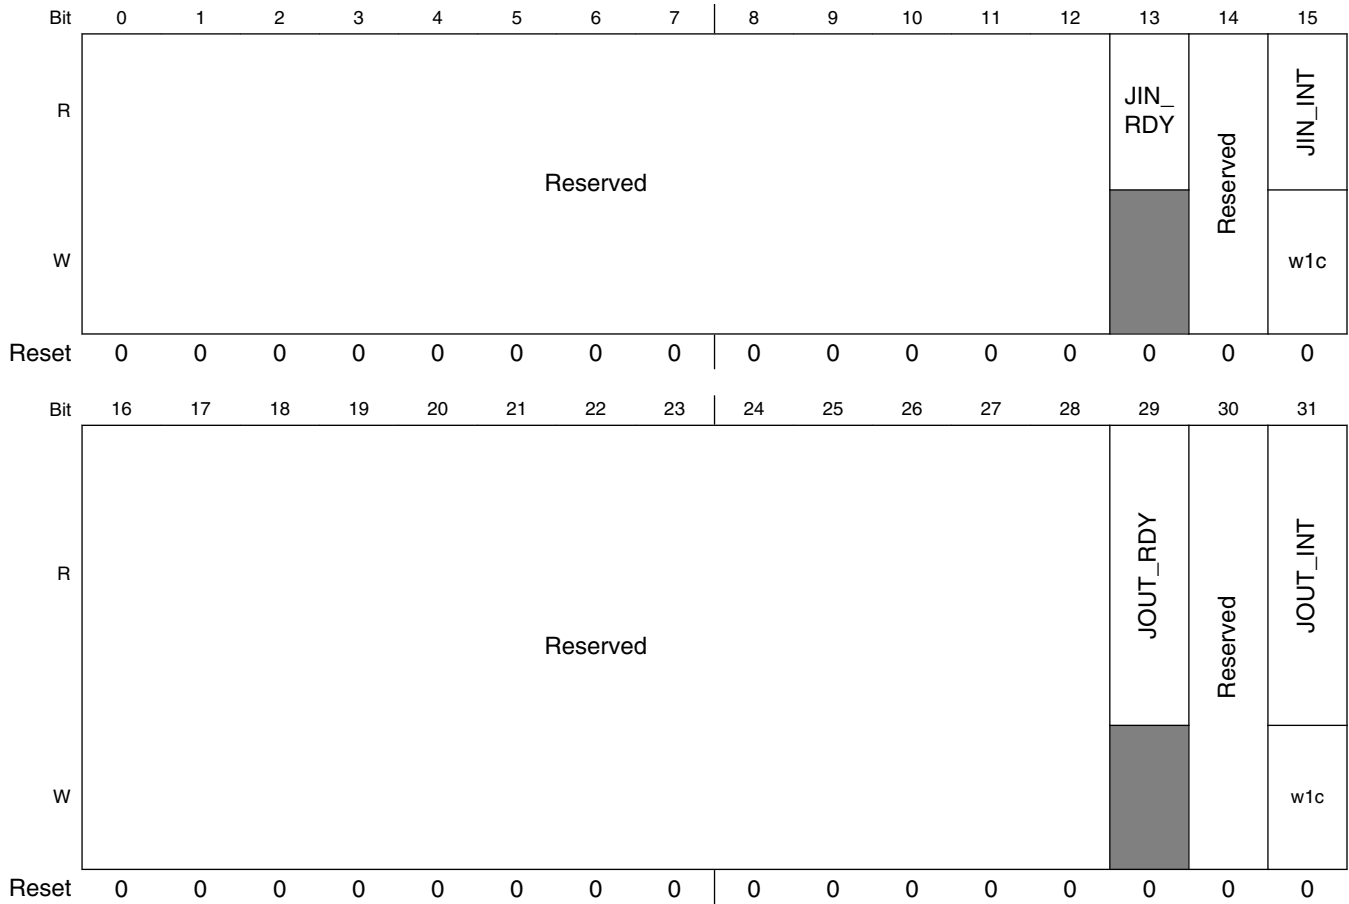 Bit 0 1 2 3 4 5 6 7 8 9 10 11 12 13 14 15
R Reserved JIN_ RDY Reserved JIN_INT
W w1c
Reset 0 0 0 0 0 0 0 0 0 0 0 0 0 0 0 0
Bit 16 17 18 19 20 21 22 23 24 25 26 27 28 29 30 31
R Reserved JOUT_RDY Reserved JOUT_INT
W w1c
Reset 0 0 0 0 0 0 0 0 0 0 0 0 0 0 0 0